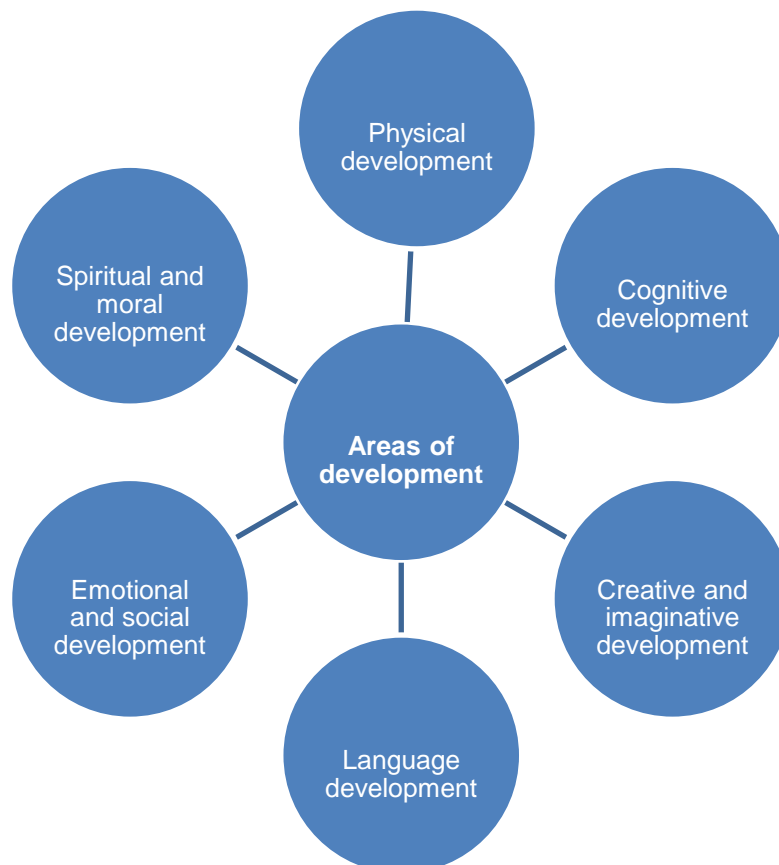 Physical
development
Spiritual and
moral
development
Cognitive
development
Areas of
development
Emotional
and social
development
Creative and
imaginative
development
Language
development